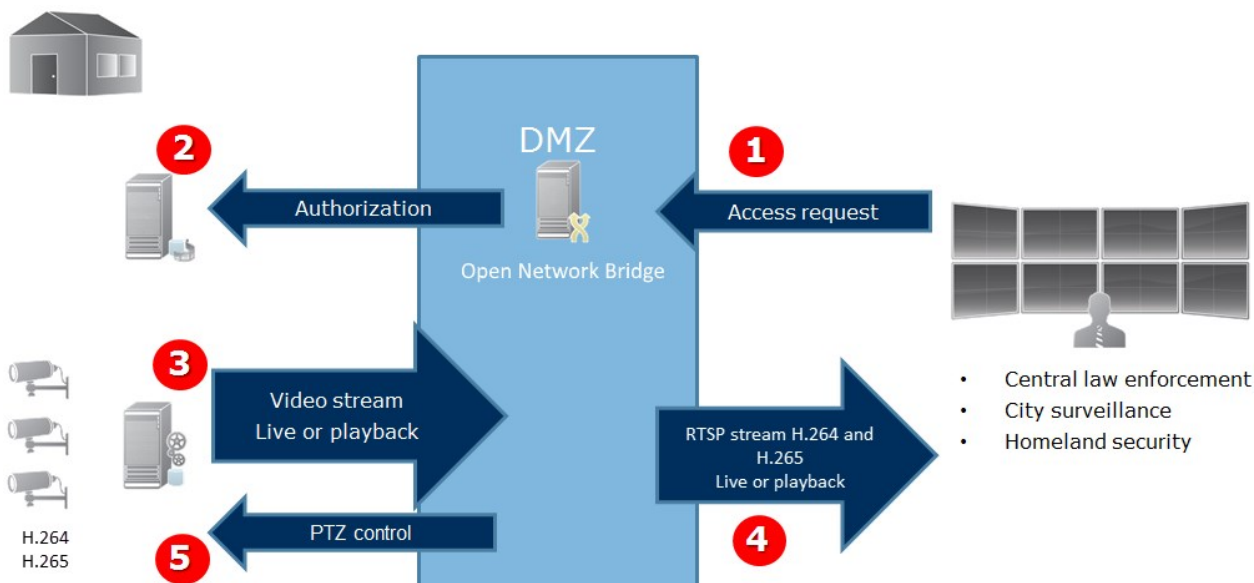 DMZ
Open Network Bridge
1
Access request
2
Authorization
3
Video stream
Live or playback
RTSP stream H.264 and
H.265
Live or playback
4
PTZ control
5
H.264
H.265
• Central law enforcement
• City surveillance
• Homeland security